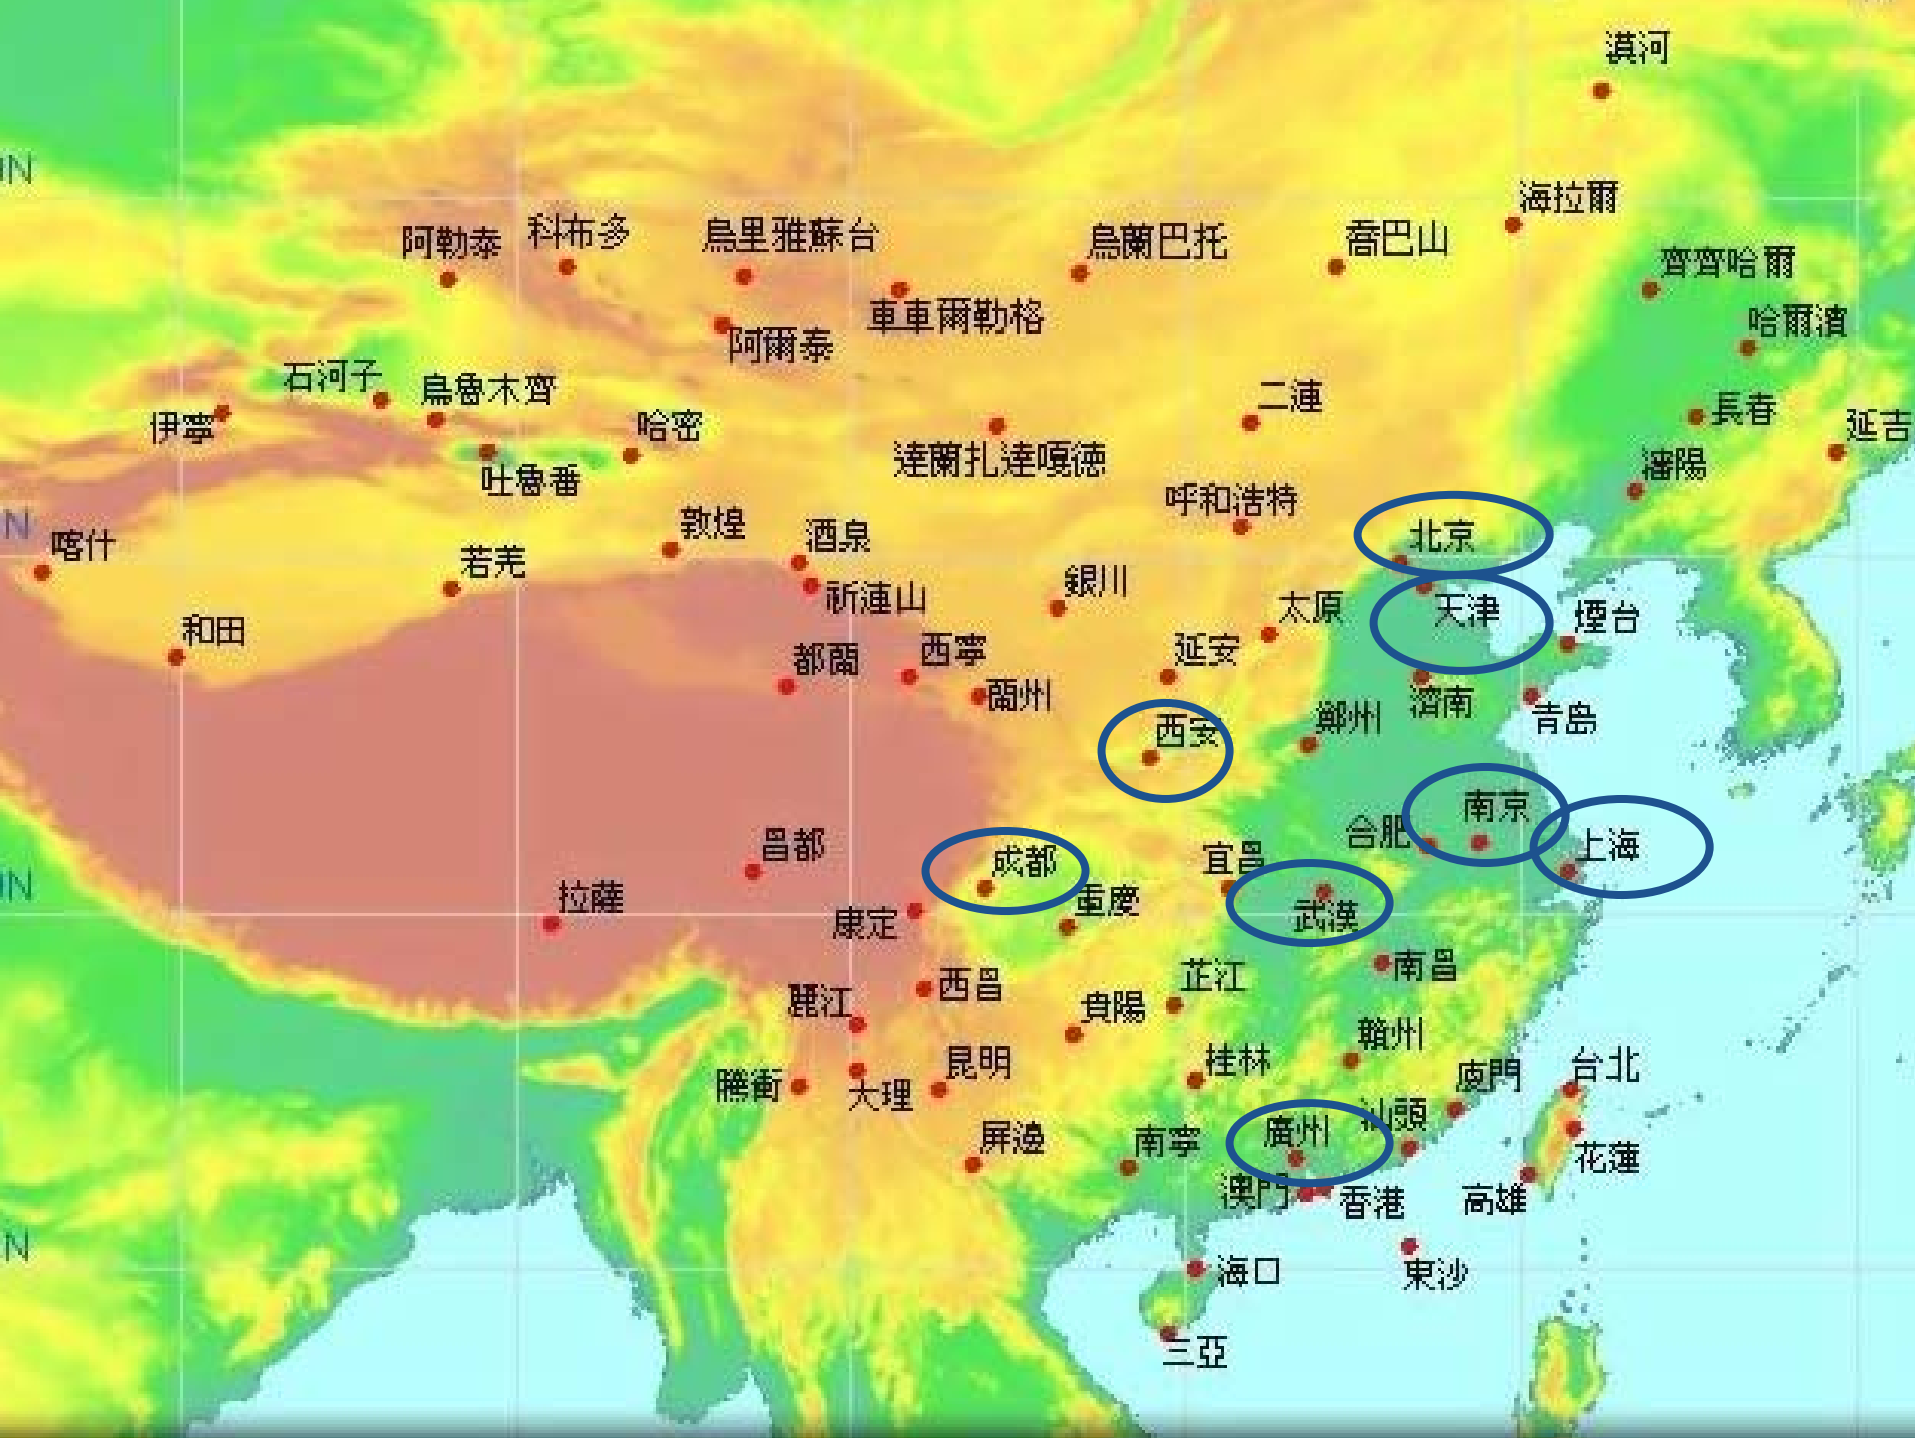 漠河
N
海拉爾
阿勒泰
科布多
烏里雅蘇台
烏蘭巴托
喬巴山
齊齊哈爾
車車爾勒格
哈爾濱
阿爾泰
石河子
烏魯木齊
二連
長春
伊寧
哈密
延吉
達蘭扎達嘎德
瀋陽
吐魯番
呼和浩特
N
敦煌
酒泉
北京
喀什
若羌
銀川
祈連山
太原
天津
煙台
和田
西寧
延安
都蘭
蘭州
濟南
西安
鄭州
青島
南京
合肥
上海
昌都
成都
宜昌
N
拉薩
重慶
武漢
康定
南昌
西昌
芷江
麗江
貴陽
贛州
昆明
桂林
廈門
台北
騰衝
大理
汕頭
屏邊
南寧
廣州
花蓮
澳門
香港
高雄
N
海口
東沙
三亞